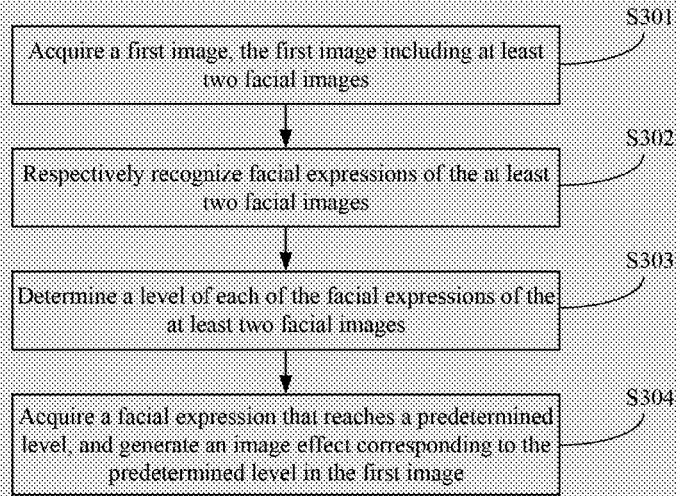 S301
Acquire a first image, the first image including at least
two facial images
S302
Respectively recognize facial expressions of the at least
two facial images
S303
Determine a level of each of the facial expressions of the
at least two facial images
S304
Acquire a facial expression that reaches a predetermined
level, and generate an image effect corresponding to the
predetermined level in the first image